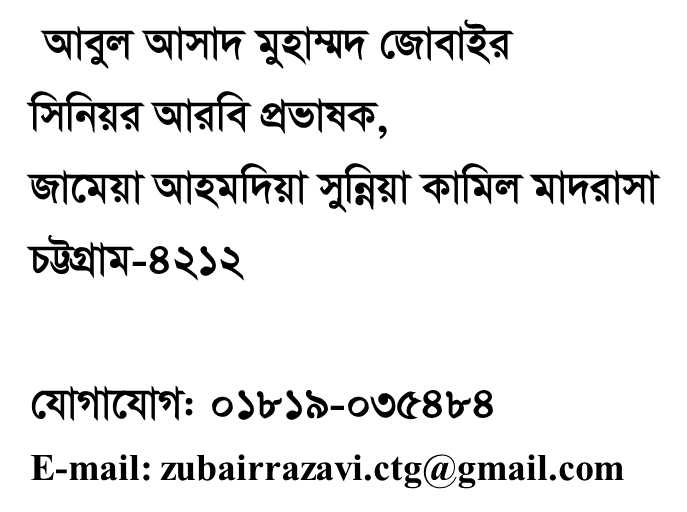 আবুল আসাদ মুহাম্মদ জোবাইর
সিনিয়র আরবি প্রভাষক,
জামেয়া আহমদিয়া সুন্নিয়া কামিল মাদরাসা
চট্টগ্রাম-৪২১২
যোগাযোগ: ০১৮১৯-০৩৫৪৮৪
E-mail: zubairrazavi.ctg@gmail.com